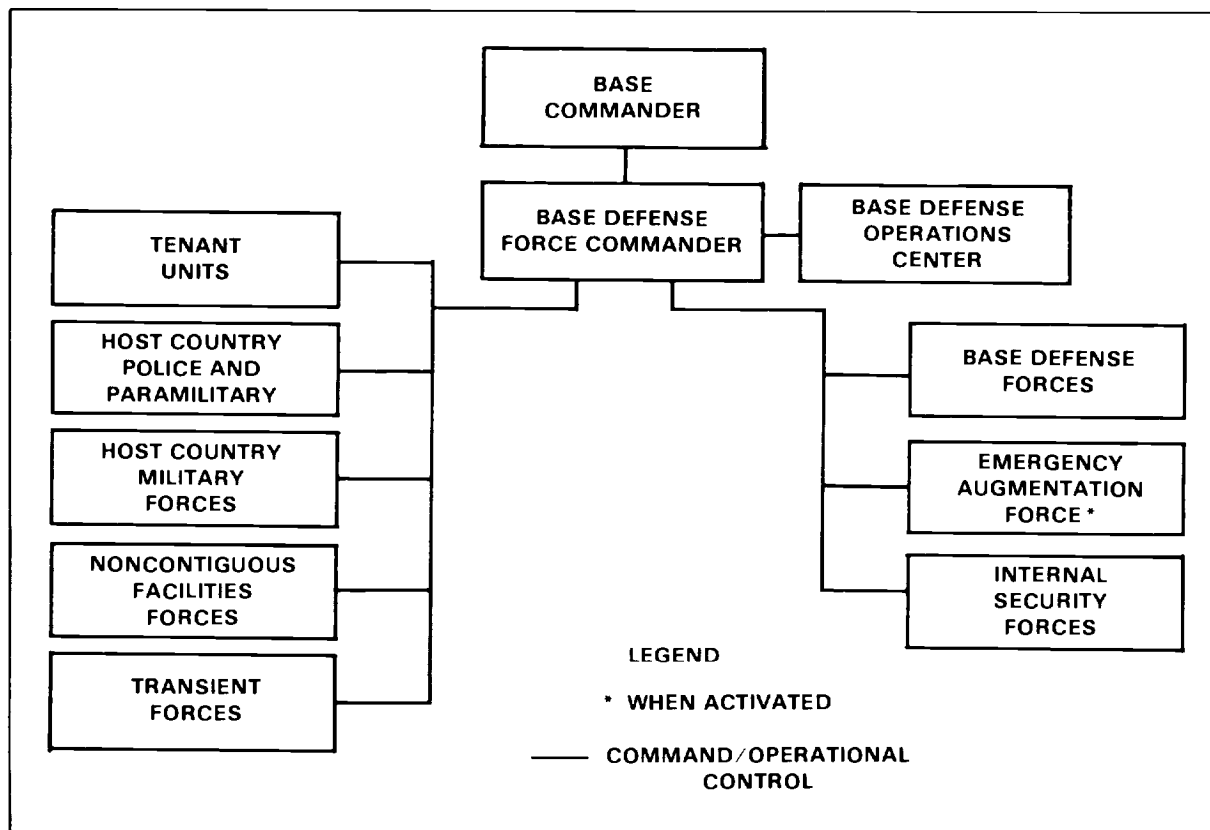 BASE
COMMANDER
BASE DEFENSE
FORCE COMMANDER
BASE DEFENSE
OPERATIONS
CENTER
TENANT
UNITS
HOST COUNTRY
POLICE AND
PARAMILITARY
HOST COUNTRY
MILITARY
FORCES
NONCONTIGUOUS
FACILITIES
FORCES
TRANSIENT
FORCES
BASE DEFENSE
FORCES
EMERGENCY
AUGMENTATION
FORCE *
INTERNAL
SECURITY
FORCES
LEGEND
* WHEN ACTIVATED
COMMAND/OPERATIONAL
CONTROL